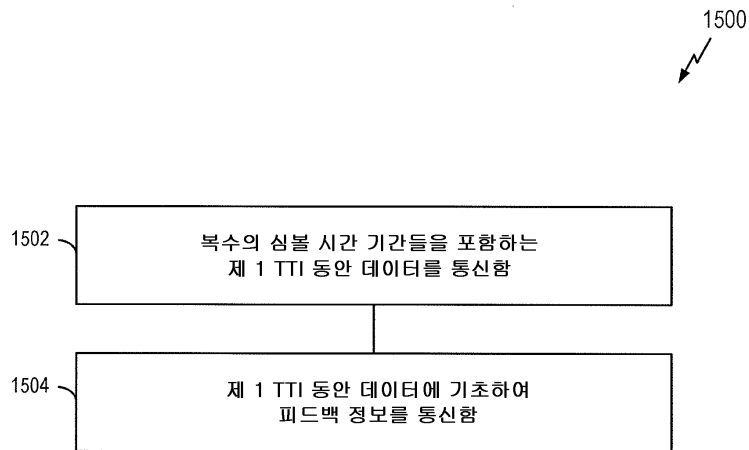 1500
1502
복수의 심볼 시간 기간들을 포함하는
제 1 TTI 동안 데이터를 통신함
1504
제 1 TTI 동안 데이터에 기초하여
피드백 정보를 통신함